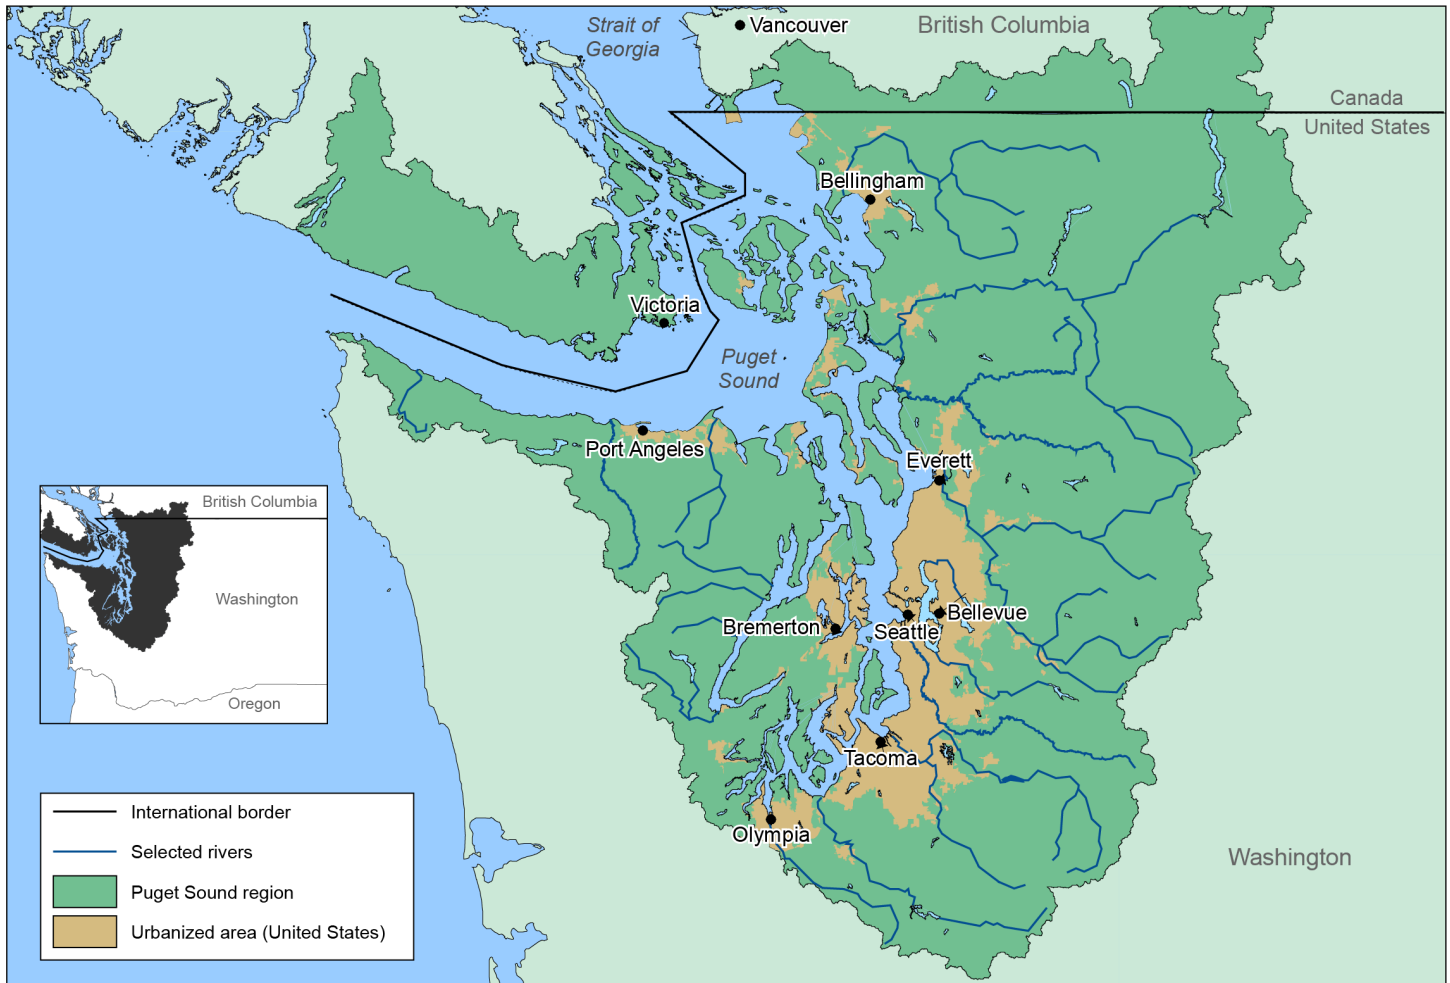 Strait of
Georgia
Vancouver
British Columbia
Canada
United States
Bellingham
Victoria
Puget
Sound
Port Angeles
Everett
British Columbia
Washington
Oregon
Bremerton
Seattle
Bellevue
Tacoma
Olympia
Washington
International border
Selected rivers
Puget Sound region
Urbanized area (United States)